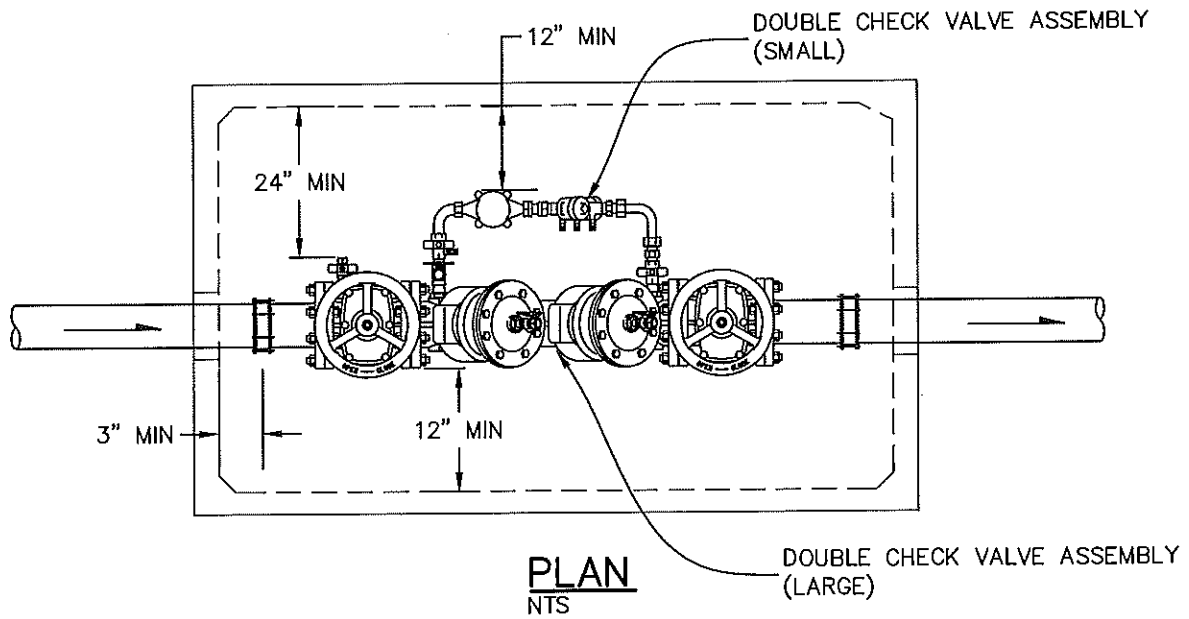 12" MIN
DOUBLE CHECK VALVE ASSEMBLY
(SMALL)
24" MIN
3" MIN
12" MIN
DOUBLE CHECK VALVE ASSEMBLY
(LARGE)
PLAN
NTS